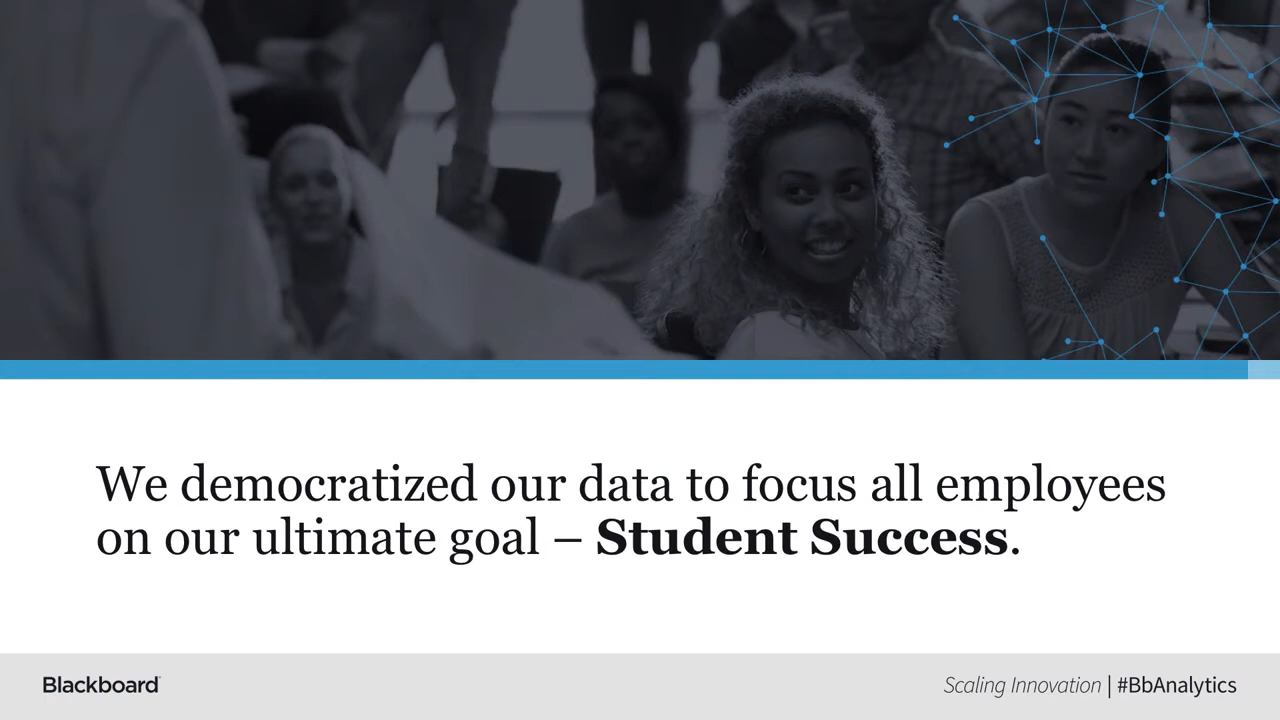 We democratized our data to focus all employees
on our ultimate goal – Student Success.
Blackboard
Scaling Innovation | #BbAnalytics